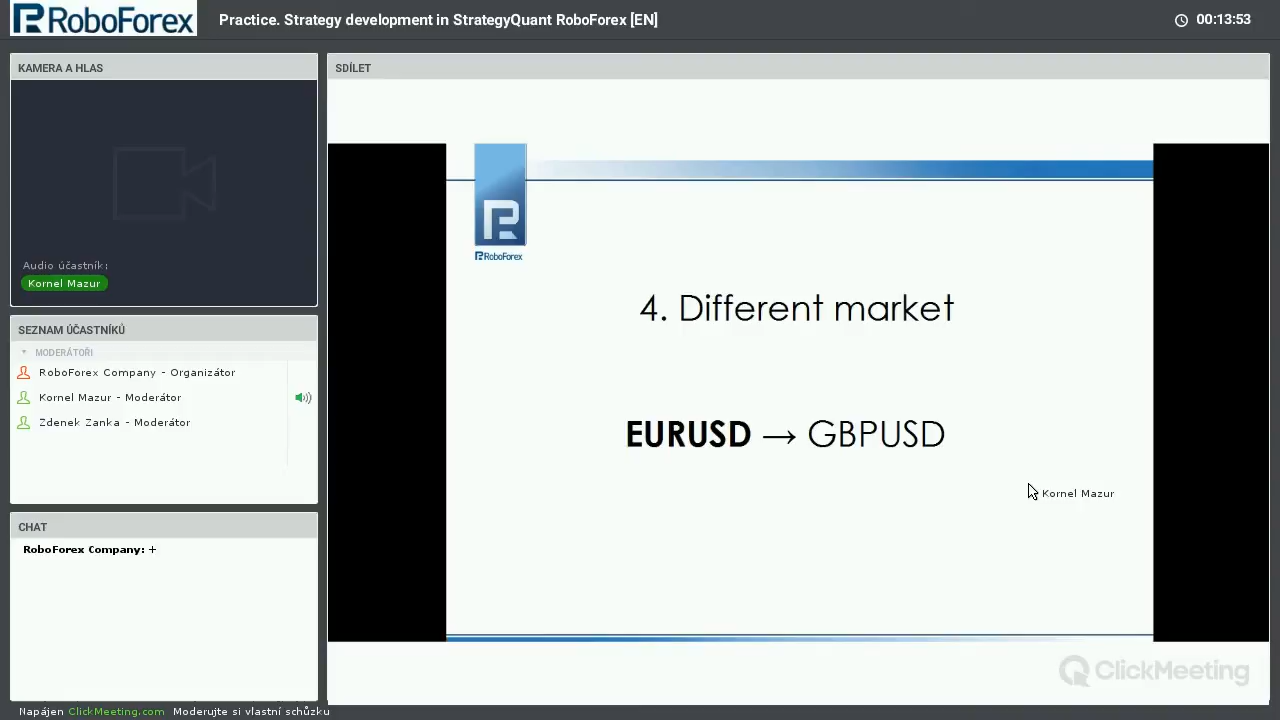 RoboForex
Practice. Strategy development in StrategyQuant RoboForex [EN]
00:13:53
KAMERA A HLAS
Audio účastník:
Kornel Mazur
SEZNAM ÚČASTNÍKŮ
MODERÁTOŘI
RoboForex Company - Organizátor
Kornel Mazur - Moderátor
Zdenek Zanka - Moderátor
CHAT
RoboForex Company: +
Napájen ClickMeeting.com Moderujte si vlastní schůzku
SDÍLET
RoboForex
4. Different market
EURUSD → GBPUSD
Kornel Mazur
ClickMeeting